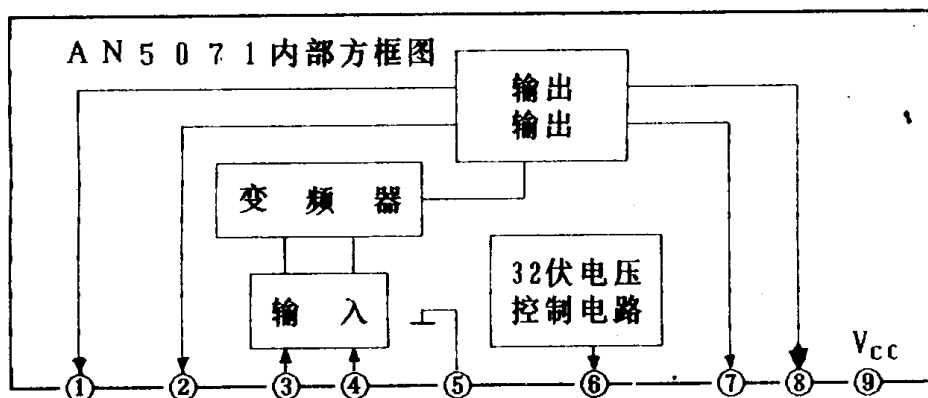 AN5071内部方框图
输出
输出
变频器
32伏电压
控制电路
输入
Vcc
① ② ③ ④ ⑤ ⑥ ⑦ ⑧ ⑨